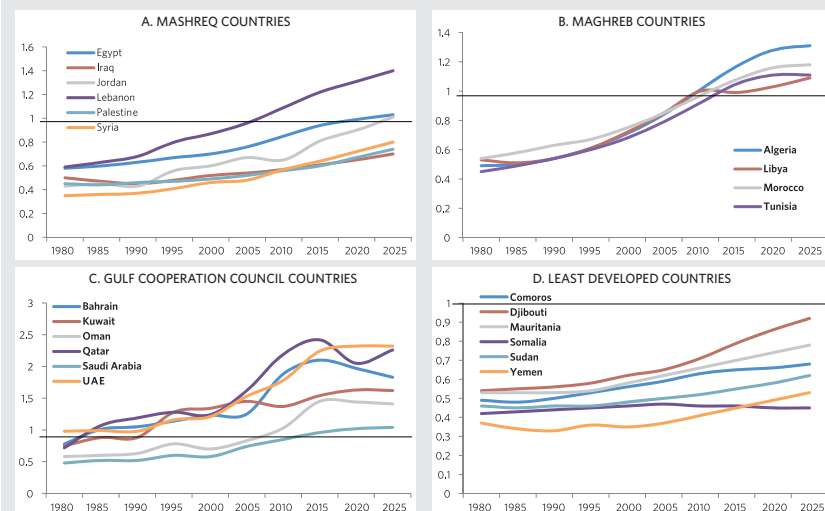 A. MASHREQ COUNTRIES
1.6
1.4
1.2
1
0.8
0.6
0.4
0.2
0
Egypt
Iraq
Jordan
Lebanon
Palestine
Syria
1980 1985 1990 1995 2000 2005 2010 2015 2020 2025
B. MAGHREB COUNTRIES
1.4
1.2
1
0.8
0.6
0.4
0.2
0
Algeria
Libya
Morocco
Tunisia
1980 1985 1990 1995 2000 2005 2010 2015 2020 2025
C. GULF COOPERATION COUNCIL COUNTRIES
3
2.5
2
1.5
1
0.5
0
Bahrain
Kuwait
Oman
Qatar
Saudi Arabia
UAE
1980 1985 1990 1995 2000 2005 2010 2015 2020 2025
D. LEAST DEVELOPED COUNTRIES
1
0.9
0.8
0.7
0.6
0.5
0.4
0.3
0.2
0.1
0
Comoros
Djibouti
Mauritania
Somalia
Sudan
Yemen
1980 1985 1990 1995 2000 2005 2010 2015 2020 2025